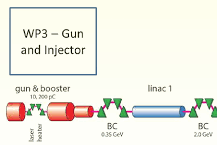 WP3 – Gun
and Injector
gun & booster
linac 1
10, 200 pC
laser
heater
BC
0.35 GeV
BC
2.0 GeV